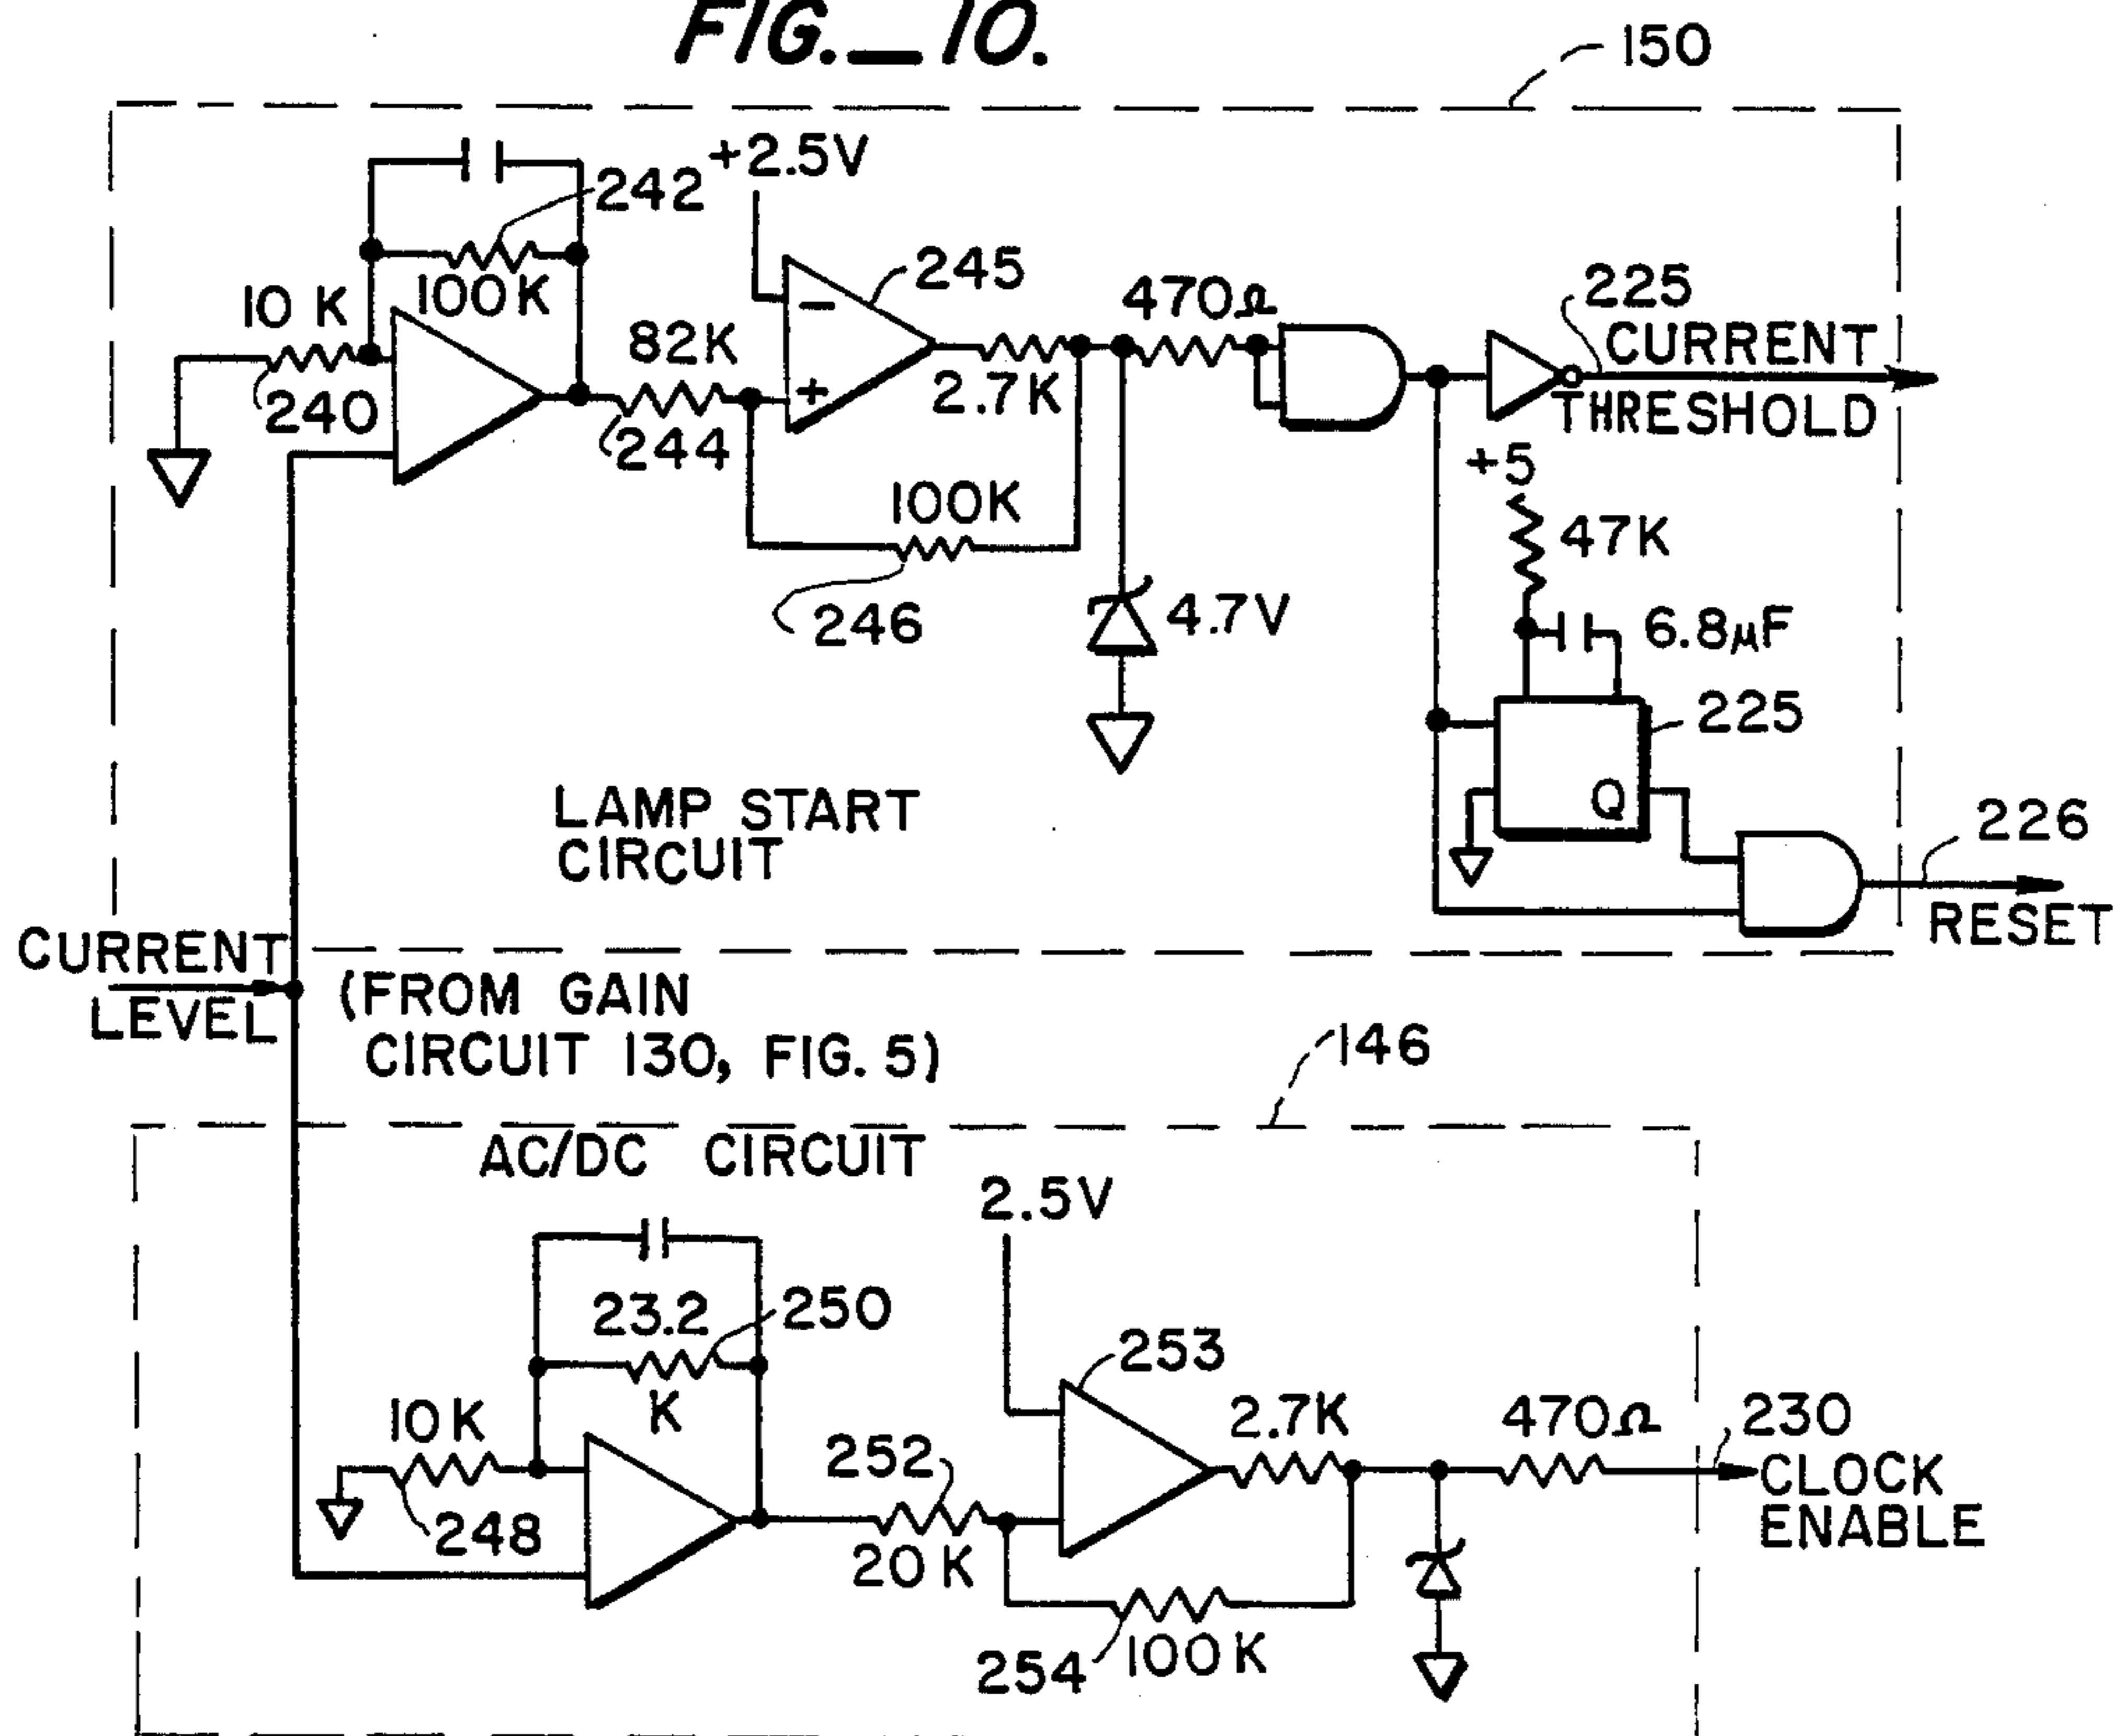 FIG._10.
150
+2.5V
242
100K
10 K
240
82K
244
−
+
245
2.7K
470Ω
225
CURRENT
THRESHOLD
100K
246
4.7V
+5
47K
6.8µF
225
Q
226
RESET
LAMP START
CIRCUIT
CURRENT
LEVEL
(FROM GAIN
CIRCUIT 130, FIG. 5)
146
AC/DC CIRCUIT
2.5V
23.2
K
250
10K
248
252
20K
253
2.7K
470Ω
230
CLOCK
ENABLE
254
100K